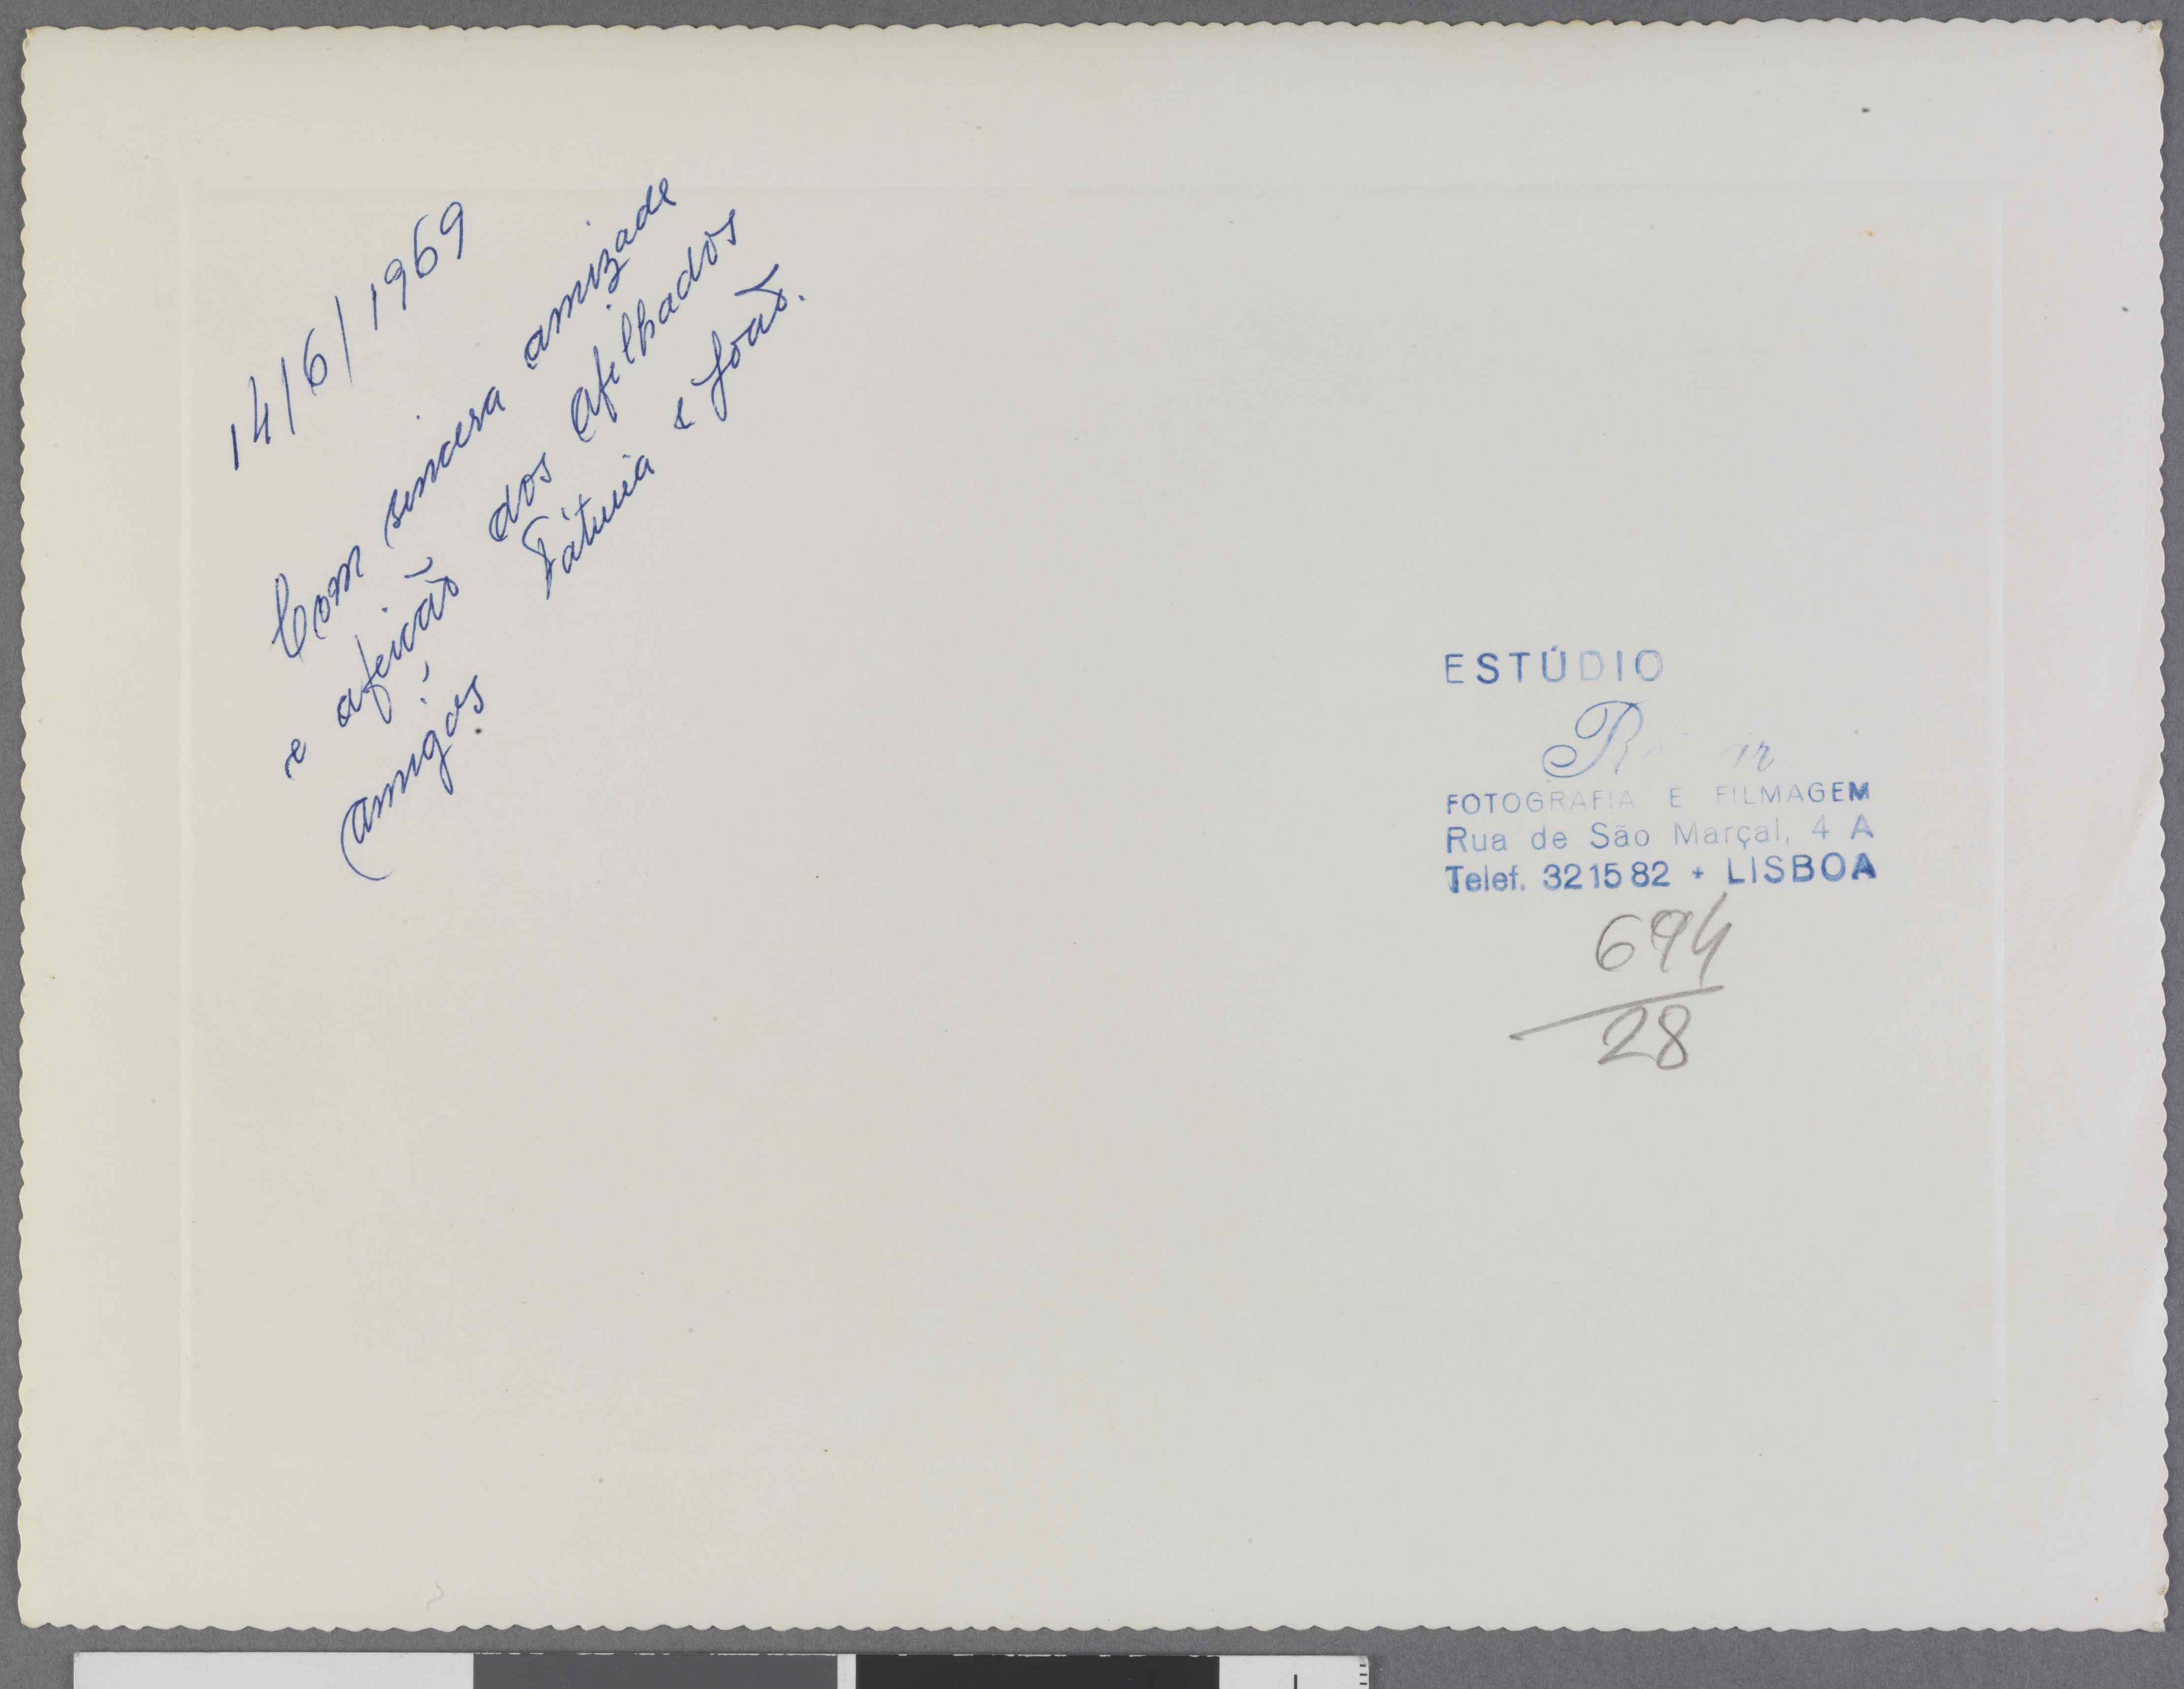 14/6/1969
Com sincera amizade
e afeição dos afilhados
amigos Fátima e João.
ESTÚDIO
FOTOGRAFIA E FILMAGEM
Rua de São Marçal, 4 A
Telef. 32 15 82 + LISBOA
694
28